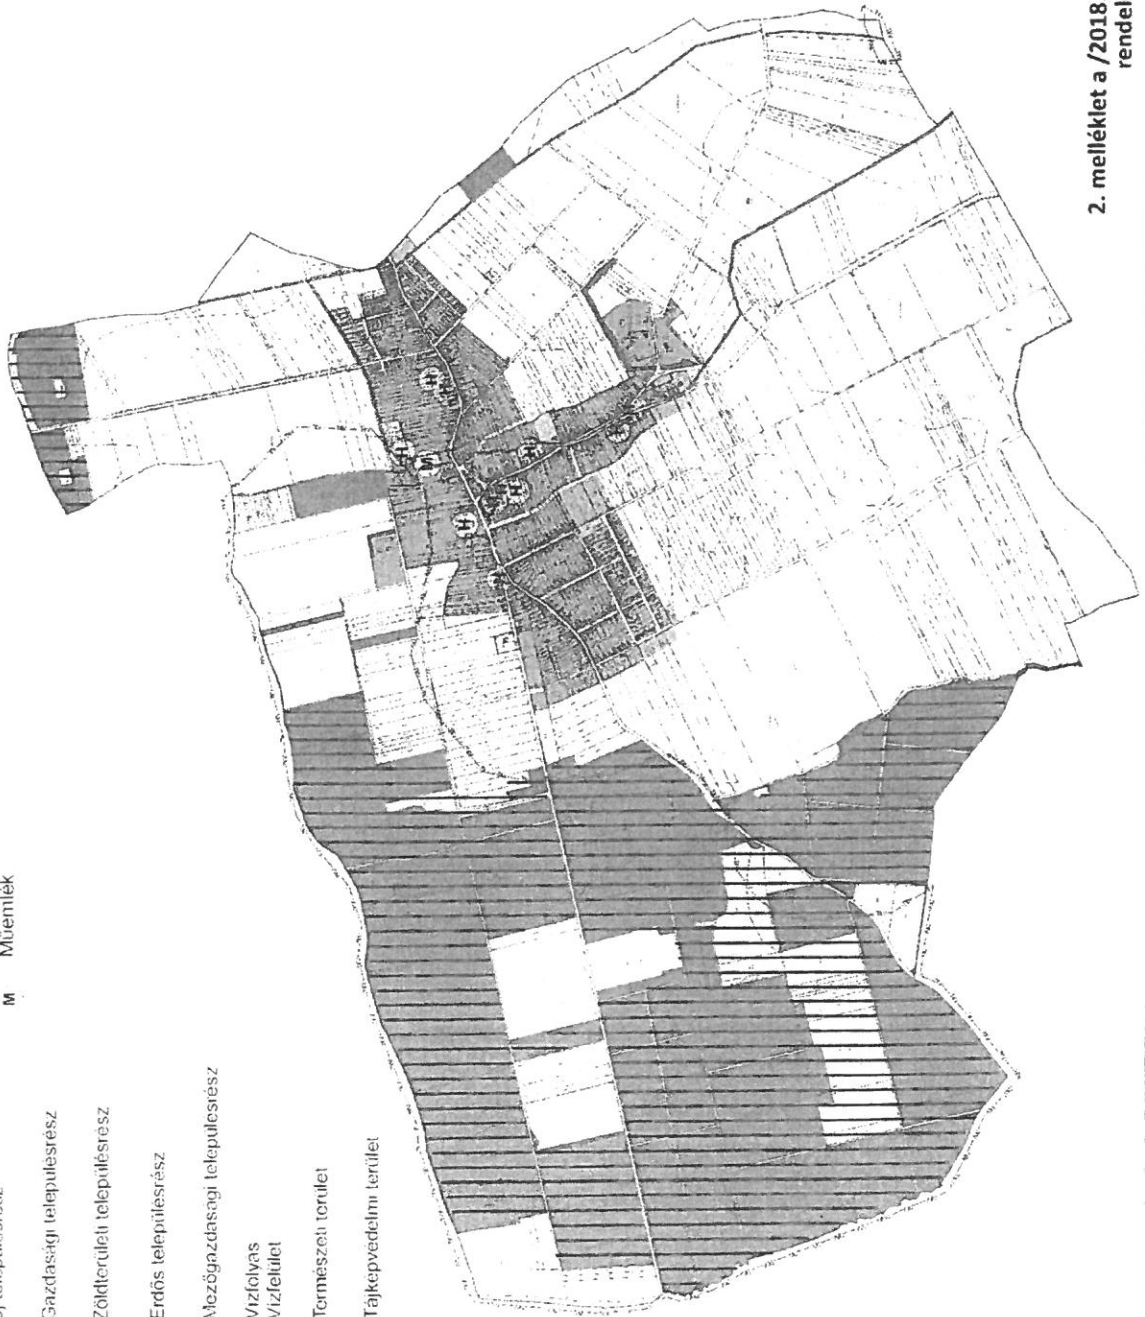 M Műemlék
Gazdasági településrész
Zöldterületi településrész
Erdős településrész
Mezőgazdasági településrész
Vízfolyás
Vízfelület
Természeti terület
Tájképvédelmi terület
H
H
M
H
H
H
2. melléklet a /2018
rendel